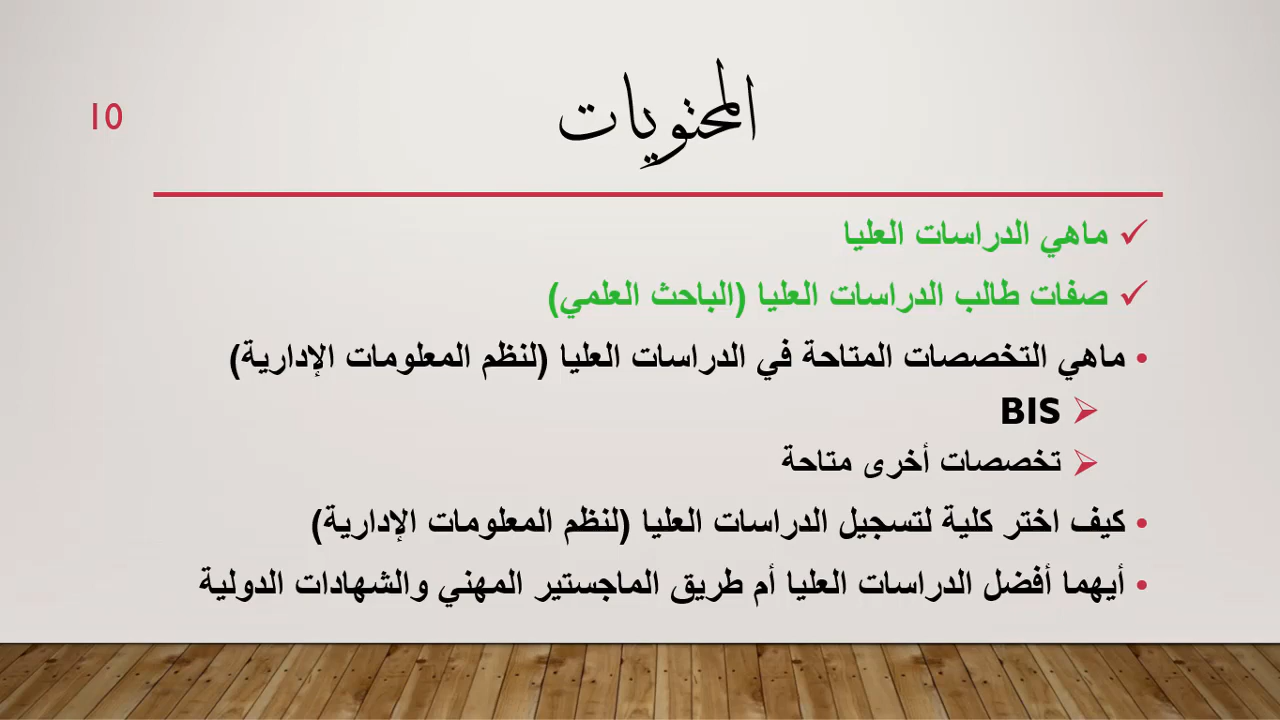 المحتويات
10
ماهي الدراسات العليا
صفات طالب الدراسات العليا (الباحث العلمي)
ماهي التخصصات المتاحة في الدراسات العليا (لنظم المعلومات الإدارية)
BIS
تخصصات أخرى متاحة
كيف اختر كلية لتسجيل الدراسات العليا (لنظم المعلومات الإدارية)
أيهما أفضل الدراسات العليا أم طريق الماجستير المهني والشهادات الدولية